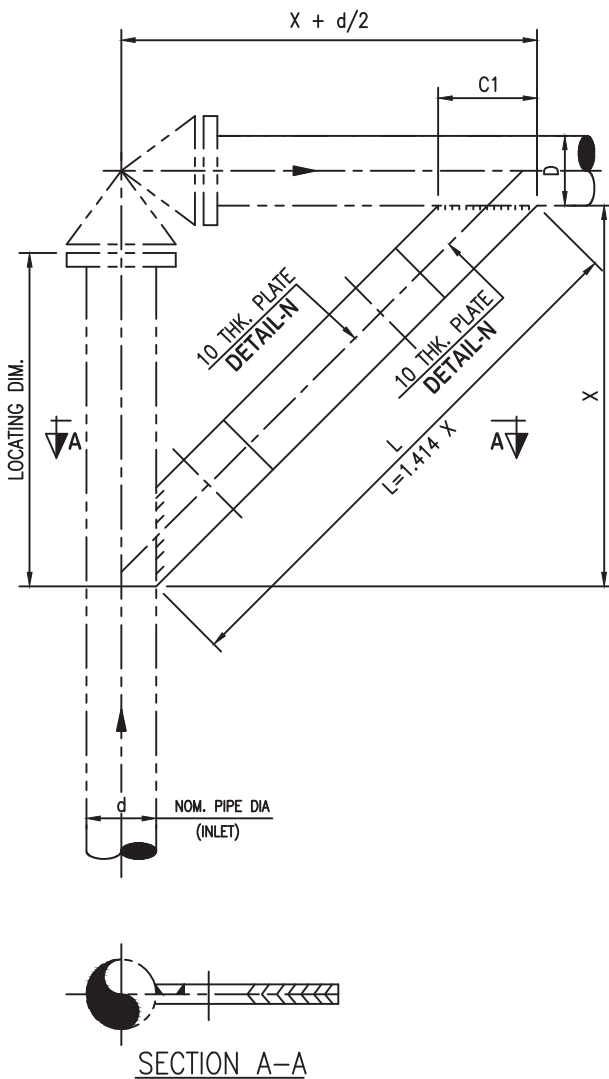 X + d/2
C1
D
10 THK. PLATE
DETAIL-N
10 THK. PLATE
DETAIL-N
LOCATING DIM.
X
A
A
L
L=1.414 X
d
NOM. PIPE DIA
(INLET)
SECTION A-A